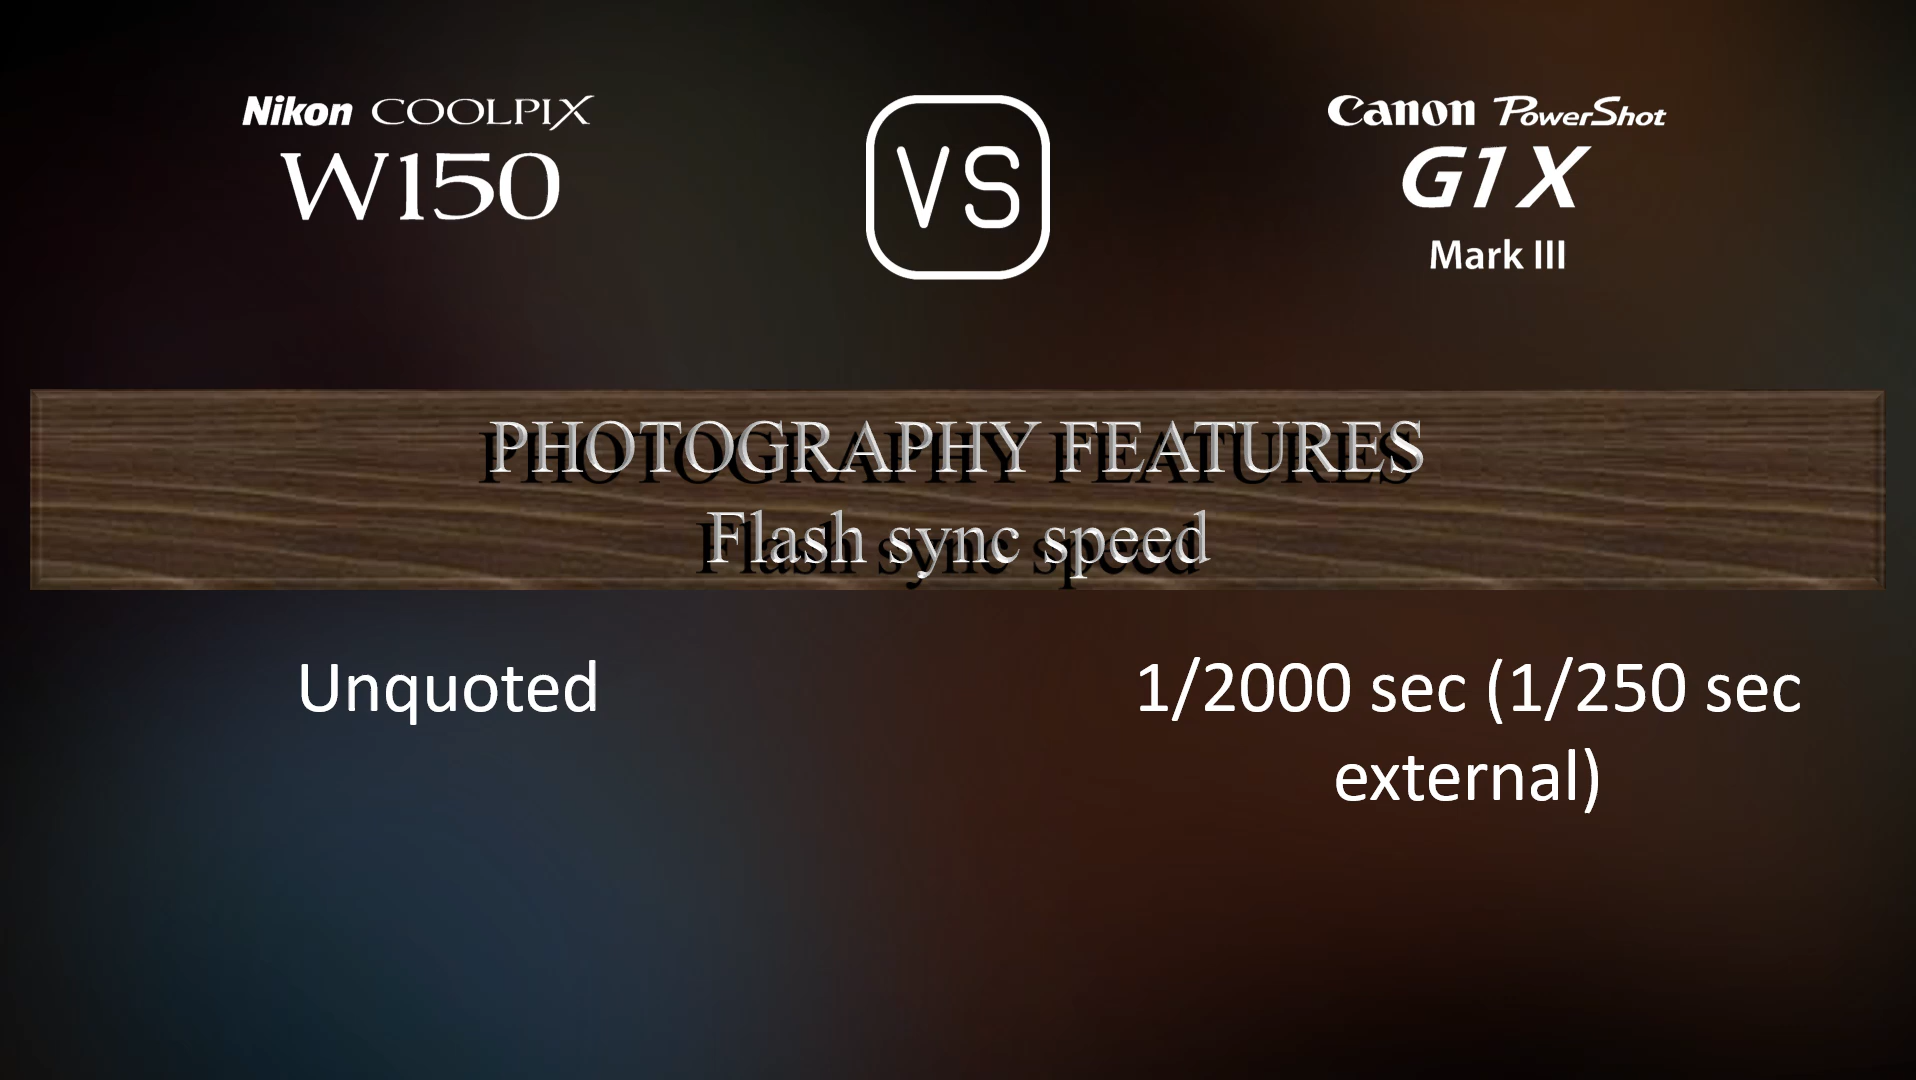 Nikon COOLPIX
W150
VS
Canon PowerShot
G1 X
Mark III
PHOTOGRAPHY FEATURES
Flash sync speed
Unquoted
1/2000 sec (1/250 sec
external)